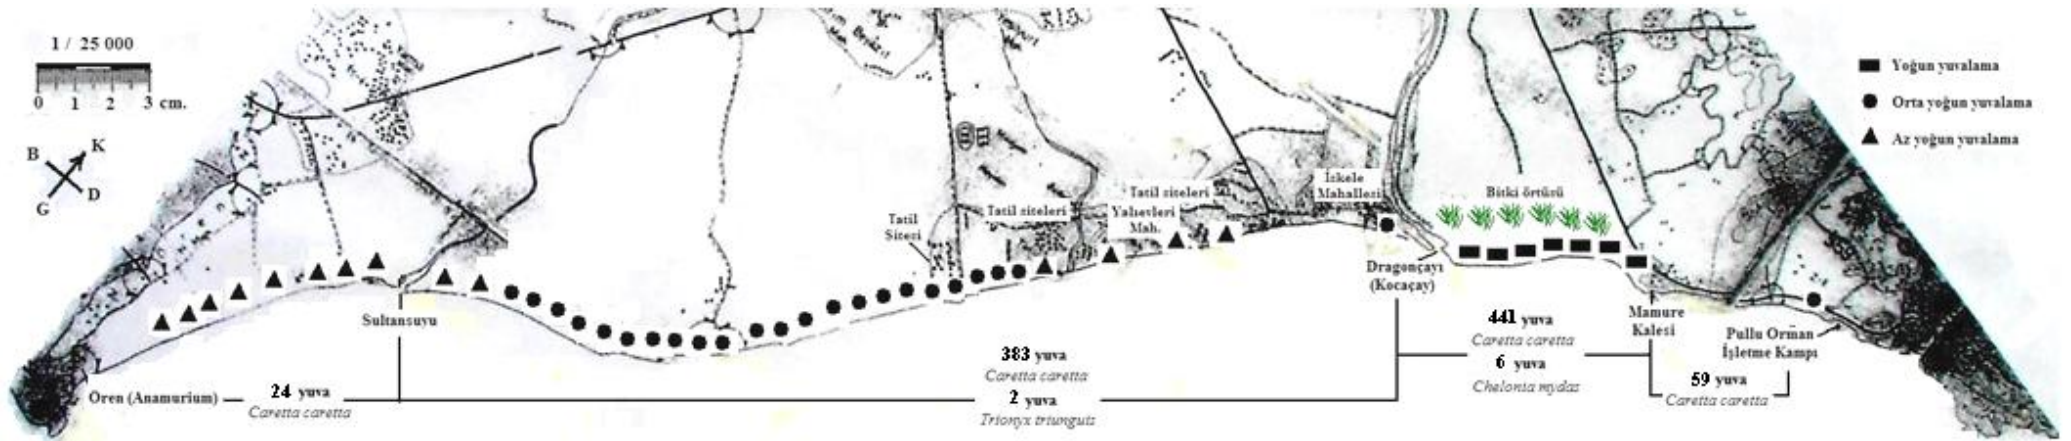 1 / 25 000
0 1 2 3 cm.
B
K
G
D
Yoğun yuvalama
Orta yoğun yuvalama
Az yoğun yuvalama
Tatil
Sitesi
Tatil siteleri
Tatil siteleri
Yalıevleri
Mah.
İskele
Mahallesi
Bitki örtüsü
Dragonçayı
(Kocaçay)
Sultansuyu
Mamure
Kalesi
Pullu Orman
İşletme Kampı
Ören (Anamurium)
24 yuva
Caretta caretta
383 yuva
Caretta caretta
2 yuva
Trionyx triunguis
441 yuva
Caretta caretta
6 yuva
Chelonia mydas
59 yuva
Caretta caretta